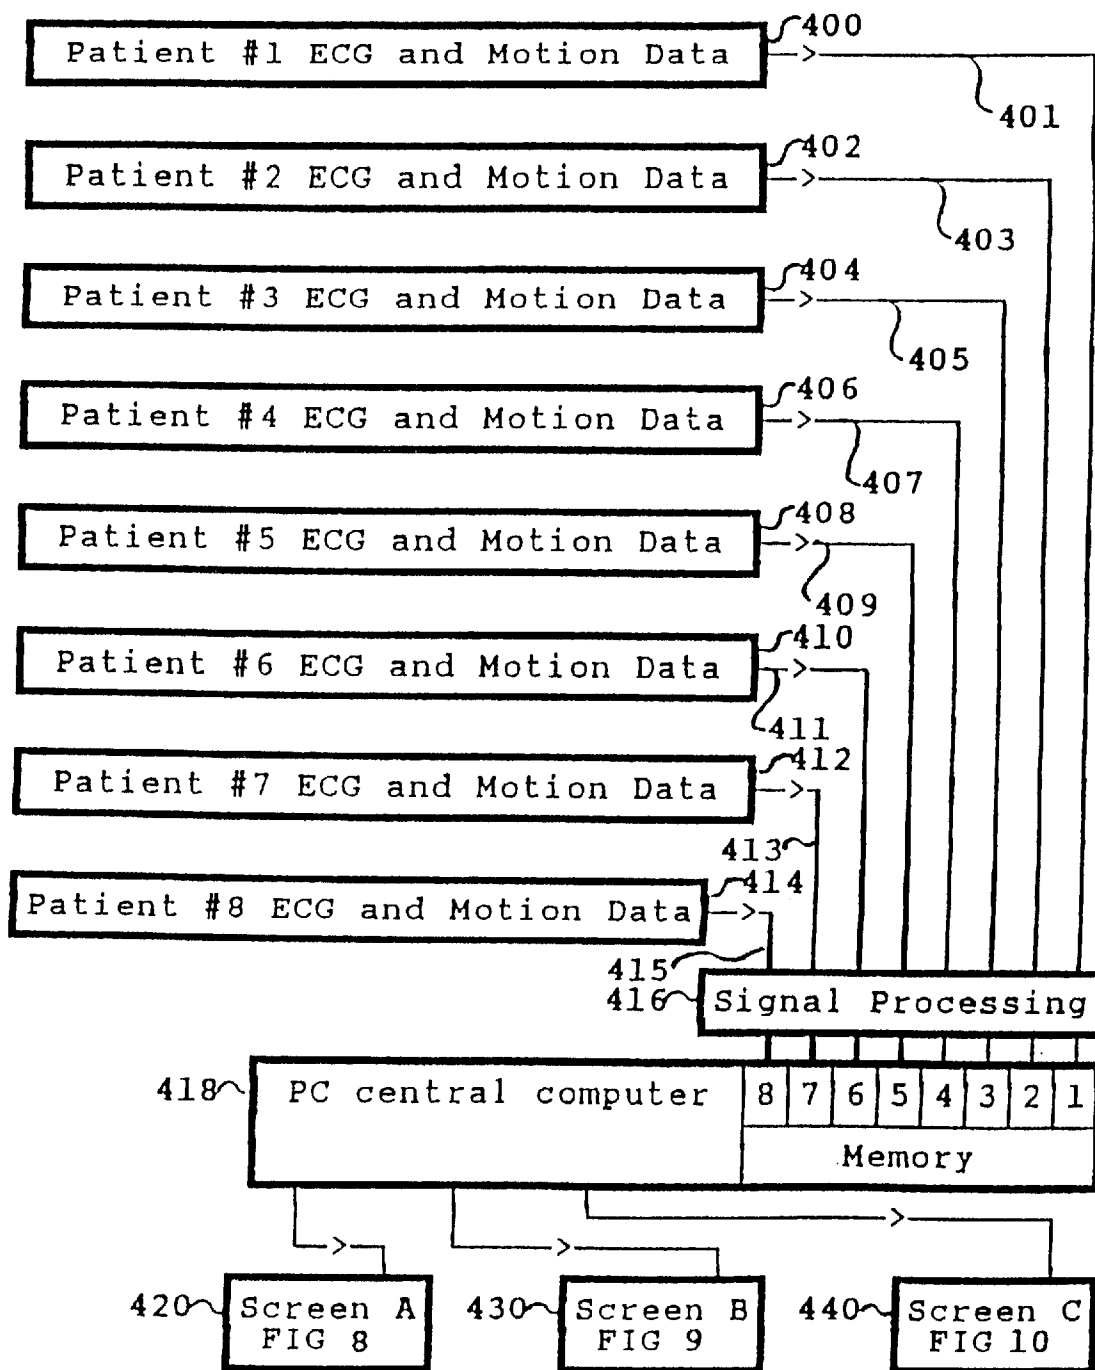 400
Patient #1 ECG and Motion Data
401
402
Patient #2 ECG and Motion Data
403
404
Patient #3 ECG and Motion Data
405
406
Patient #4 ECG and Motion Data
407
408
Patient #5 ECG and Motion Data
409
410
Patient #6 ECG and Motion Data
411
412
Patient #7 ECG and Motion Data
413
414
Patient #8 ECG and Motion Data
415
416 Signal Processing
418 PC central computer 8 7 6 5 4 3 2 1
Memory
420 Screen A
FIG 8
430 Screen B
FIG 9
440 Screen C
FIG 10